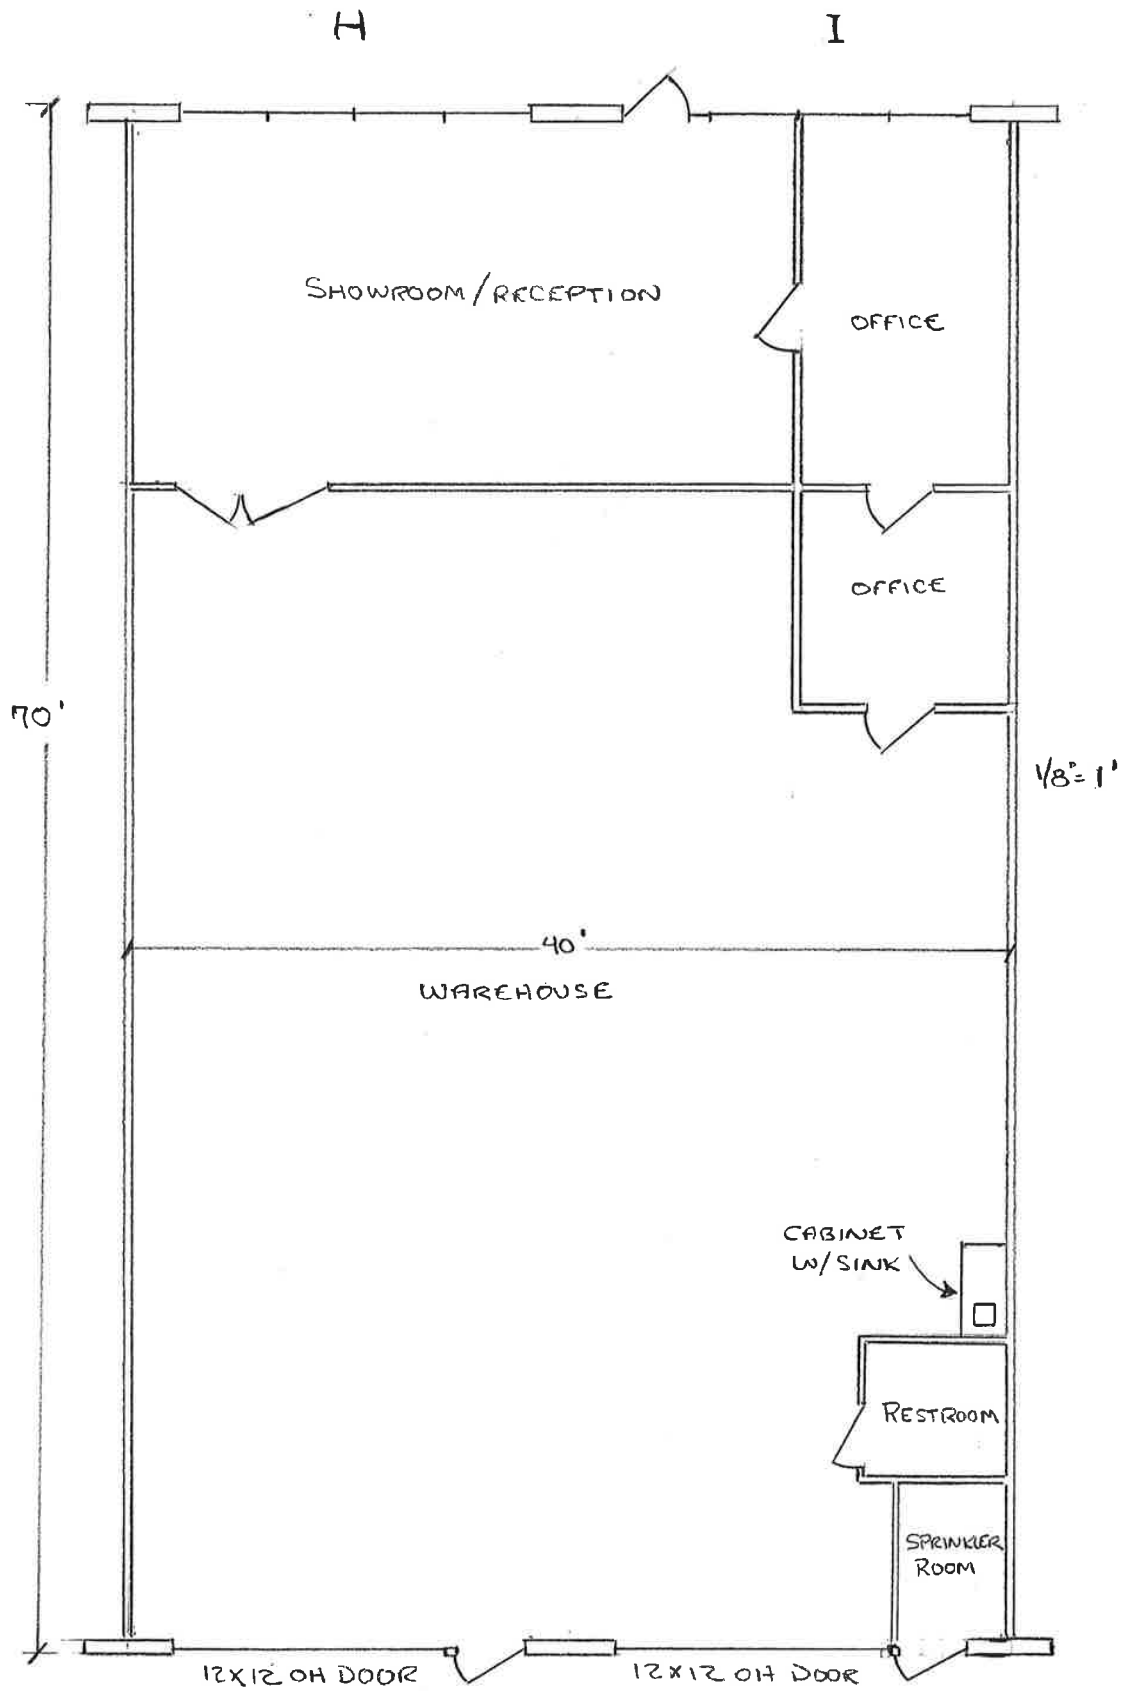 H
I
SHOWROOM/RECEPTION
OFFICE
OFFICE
70'
1/8"=1'
40'
WAREHOUSE
CABINET
W/SINK
RESTROOM
SPRINKLER
ROOM
12X12 OH DOOR
12X12 OH DOOR